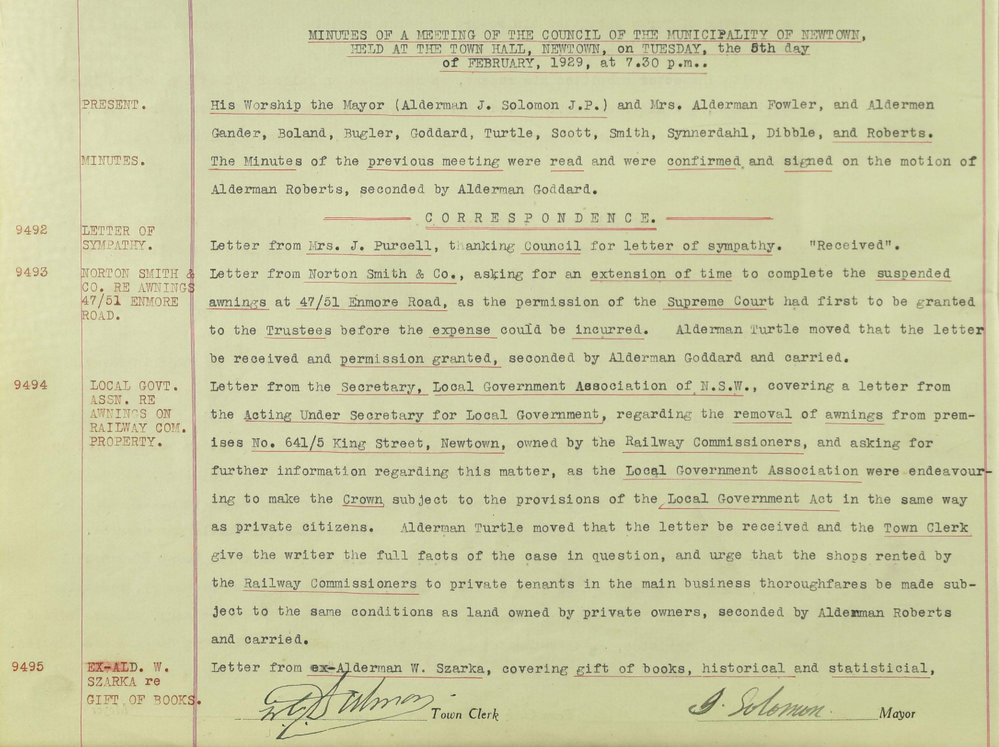 MINUTES OF A MEETING OF THE COUNCIL OF THE MUNICIPALITY OF NEWTOWN,
HELD AT THE TOWN HALL, NEWTOWN, on TUESDAY, the 5th day
of FEBRUARY, 1929, at 7.30 p.m..
PRESENT. His Worship the Mayor (Alderman J. Solomon J.P.) and Mrs. Alderman Fowler, and Aldermen
Gander, Boland, Bugler, Goddard, Turtle, Scott, Smith, Synnerdahl, Dibble, and Roberts.
MINUTES. The Minutes of the previous meeting were read and were confirmed and signed on the motion of
Alderman Roberts, seconded by Alderman Goddard.
CORRESPONDENCE.
9492 LETTER OF
SYMPATHY. Letter from Mrs. J. Purcell, thanking Council for letter of sympathy. "Received".
9493 NORTON SMITH & Letter from Norton Smith & Co., asking for an extension of time to complete the suspended
CO. RE AWNINGS
47/51 ENMORE awnings at 47/51 Enmore Road, as the permission of the Supreme Court had first to be granted
ROAD.
to the Trustees before the expense could be incurred. Alderman Turtle moved that the letter
be received and permission granted, seconded by Alderman Goddard and carried.
9494 LOCAL GOVT. Letter from the Secretary, Local Government Association of N.S.W., covering a letter from
ASSN. RE
AWNINGS ON the Acting Under Secretary for Local Government, regarding the removal of awnings from prem-
RAILWAY COM.
PROPERTY. ises No. 641/5 King Street, Newtown, owned by the Railway Commissioners, and asking for
further information regarding this matter, as the Local Government Association were endeavour-
ing to make the Crown subject to the provisions of the Local Government Act in the same way
as private citizens. Alderman Turtle moved that the letter be received and the Town Clerk
give the writer the full facts of the case in question, and urge that the shops rented by
the Railway Commissioners to private tenants in the main business thoroughfares be made sub-
ject to the same conditions as land owned by private owners, seconded by Alderman Roberts
and carried.
9495 EX-ALD. W. Letter from ex-Alderman W. Szarka, covering gift of books, historical and statisticial,
SZARKA re
GIFT OF BOOKS.
Town Clerk J. Solomon. Mayor